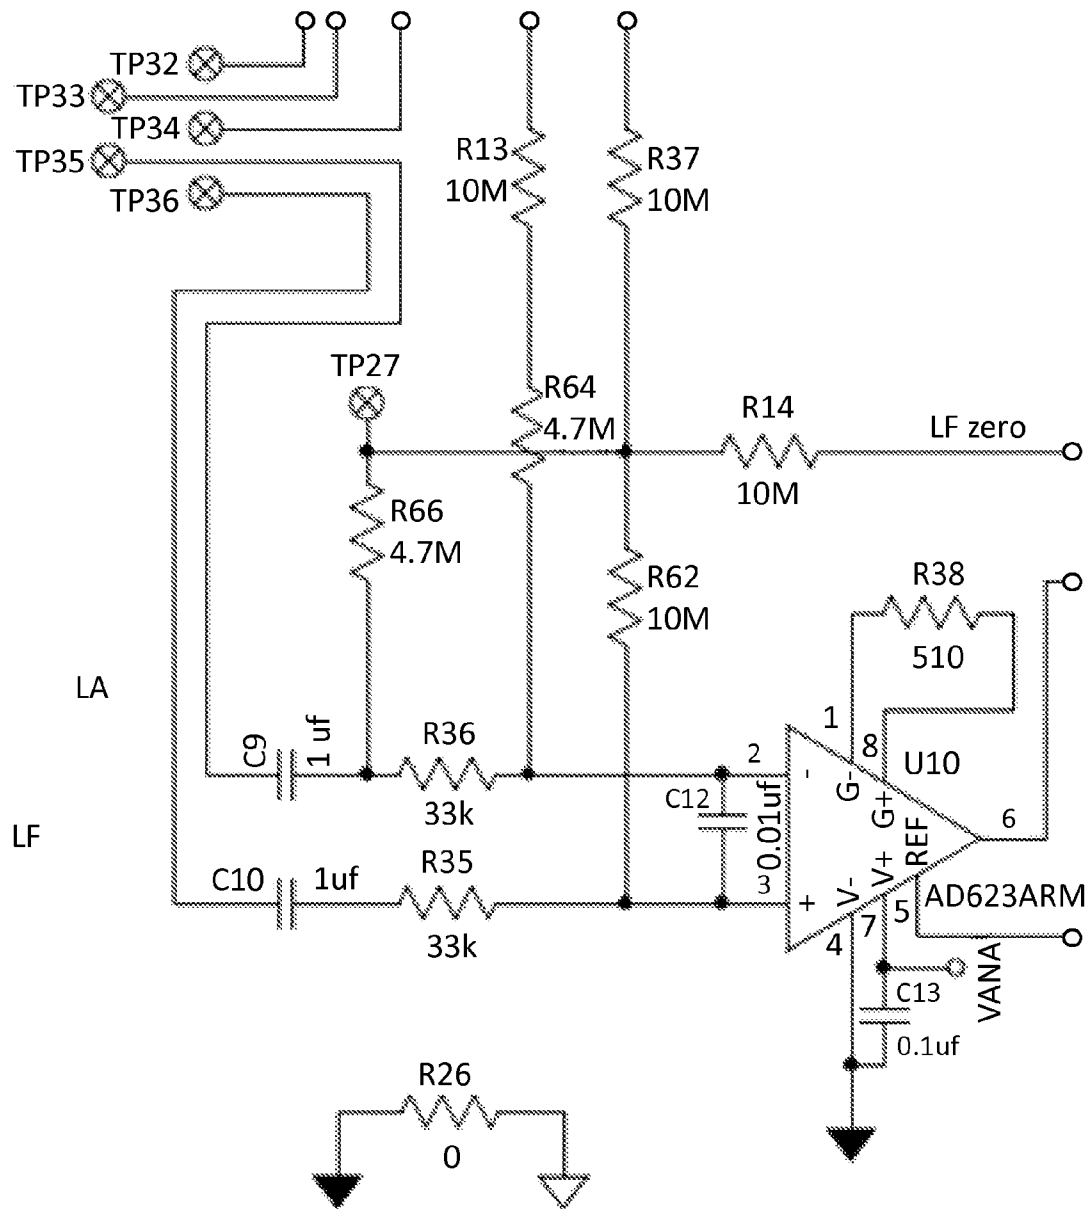 TP32
TP33
TP34
TP35
TP36
R13
10M
R37
10M
TP27
R64
4.7M
R14
10M
LF zero
R66
4.7M
R62
10M
R38
510
LA
C9
1 uf
R36
33k
1
8
U10
2
-
G-
G+
C12
0.01uf
6
LF
C10
1uf
R35
33k
3
+
V-
V+
REF
AD623ARM
4
7
5
VANA
C13
0.1uf
R26
0